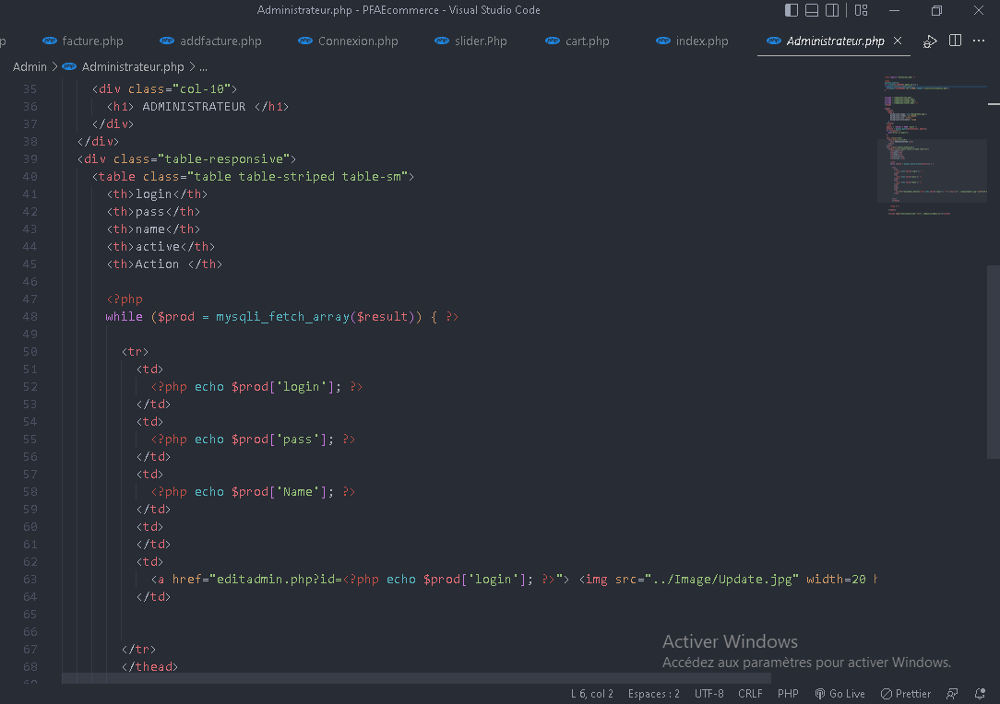 Administrateur.php - PFAEcommerce - Visual Studio Code
p facture.php addfacture.php Connexion.php slider.Php cart.php index.php Administrateur.php
Admin > Administrateur.php > ...
35 <div class="col-10">
36 <h1> ADMINISTRATEUR </h1>
37 </div>
38 </div>
39 <div class="table-responsive">
40 <table class="table table-striped table-sm">
41 <th>login</th>
42 <th>pass</th>
43 <th>name</th>
44 <th>active</th>
45 <th>Action </th>
46
47 <?php
48 while ($prod = mysqli_fetch_array($result)) { ?>
49
50 <tr>
51 <td>
52 <?php echo $prod['login']; ?>
53 </td>
54 <td>
55 <?php echo $prod['pass']; ?>
56 </td>
57 <td>
58 <?php echo $prod['Name']; ?>
59 </td>
60 <td>
61 </td>
62 <td>
63 <a href="editadmin.php?id=<?php echo $prod['login']; ?>"> <img src="../Image/Update.jpg" width=20 h
64 </td>
65
66
67 </tr>
68 </thead>
69
Activer Windows
Accédez aux paramètres pour activer Windows.
L 6, col 2 Espaces : 2 UTF-8 CRLF PHP Go Live Prettier